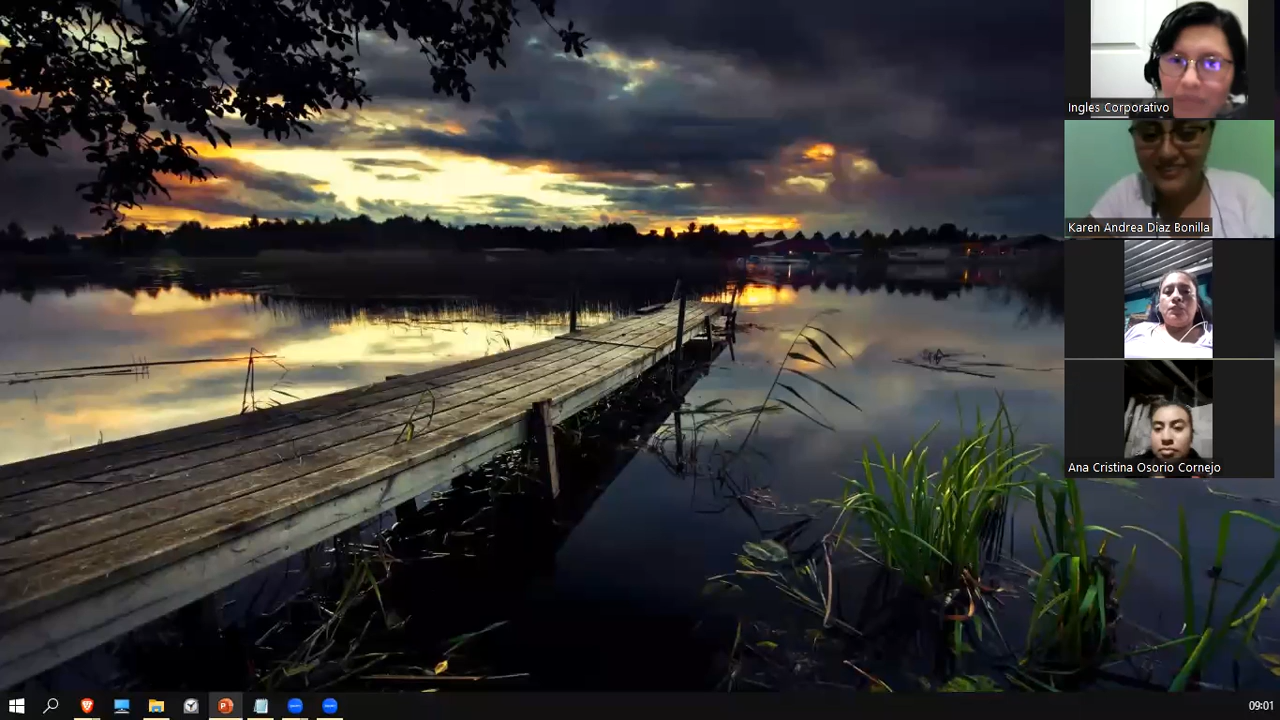 Ingles Corporativo
Karen Andrea Diaz Bonilla
Ana Cristina Osorio Cornejo
09:01